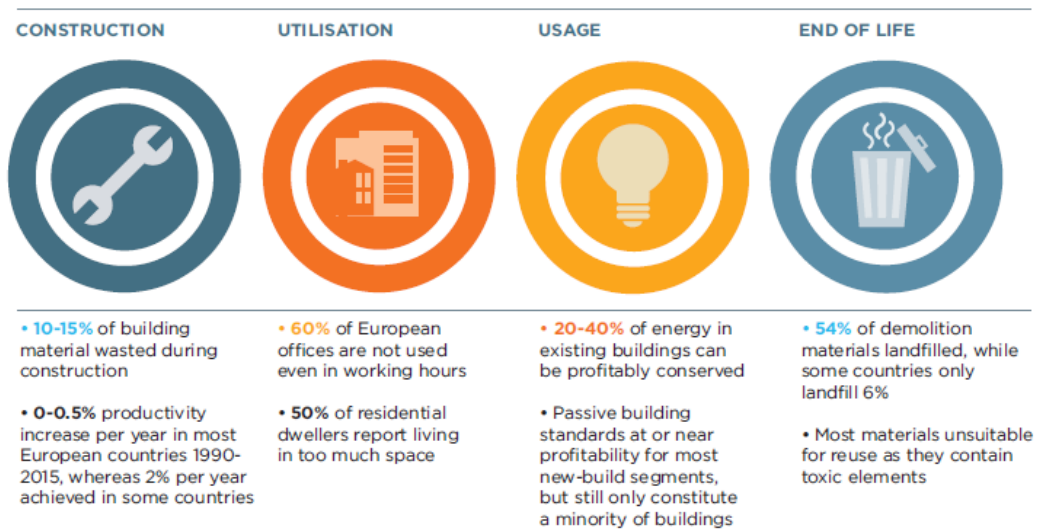 CONSTRUCTION
• 10-15% of building
material wasted during
construction
• 0-0.5% productivity
increase per year in most
European countries 1990-
2015, whereas 2% per year
achieved in some countries
UTILISATION
• 60% of European
offices are not used
even in working hours
• 50% of residential
dwellers report living
in too much space
USAGE
• 20-40% of energy in
existing buildings can
be profitably conserved
• Passive building
standards at or near
profitability for most
new-build segments,
but still only constitute
a minority of buildings
END OF LIFE
• 54% of demolition
materials landfilled, while
some countries only
landfill 6%
• Most materials unsuitable
for reuse as they contain
toxic elements